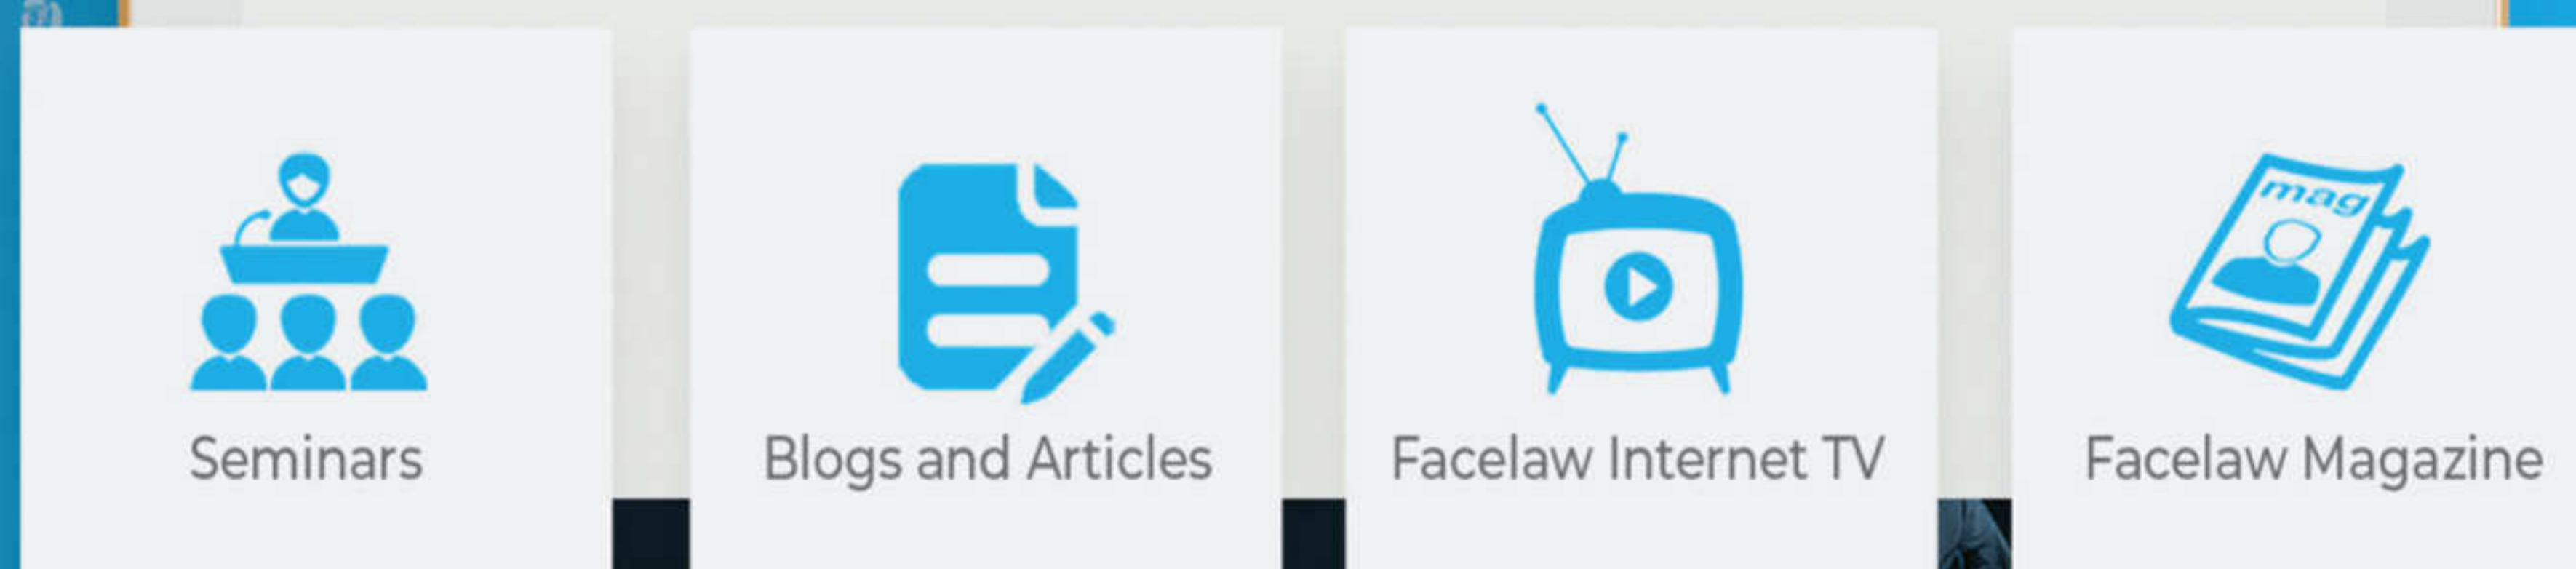 mag
Seminars
Blogs and Articles
Facelaw Internet TV
Facelaw Magazine